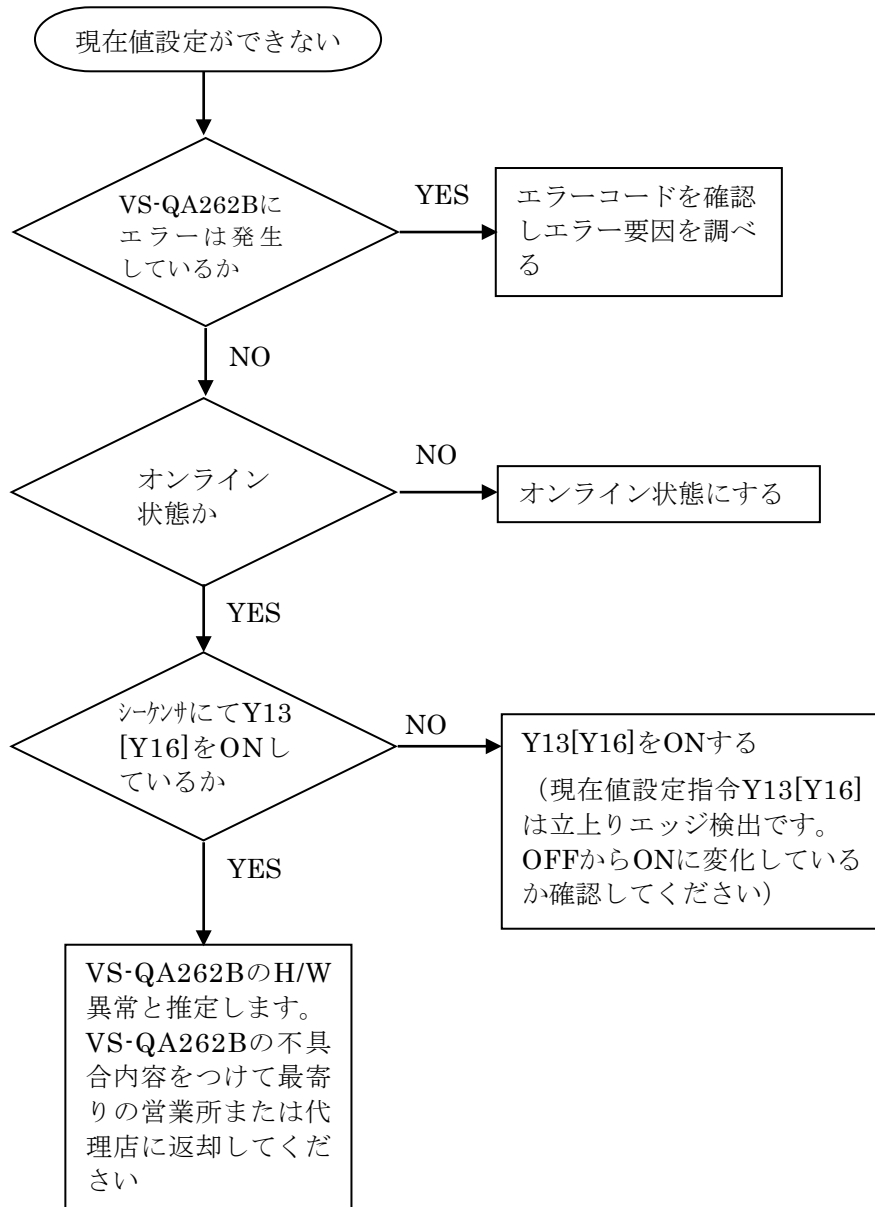 現在値設定ができない
VS-QA262Bに
エラーは発生
しているか
YES
エラーコードを確認
しエラー要因を調べ
る
NO
オンライン
状態か
NO
オンライン状態にする
YES
シーケンサにてY13
[Y16]をONし
ているか
NO
Y13[Y16]をONする
（現在値設定指令Y13[Y16]
は立上りエッジ検出です。
OFFからONに変化している
か確認してください）
YES
VS-QA262BのH/W
異常と推定します。
VS-QA262Bの不具
合内容をつけて最寄
りの営業所または代
理店に返却してくだ
さい